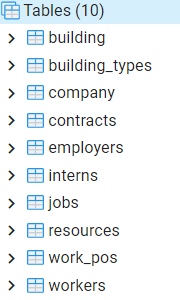 Tables (10)
building
building_types
company
contracts
employers
interns
jobs
resources
work_pos
workers